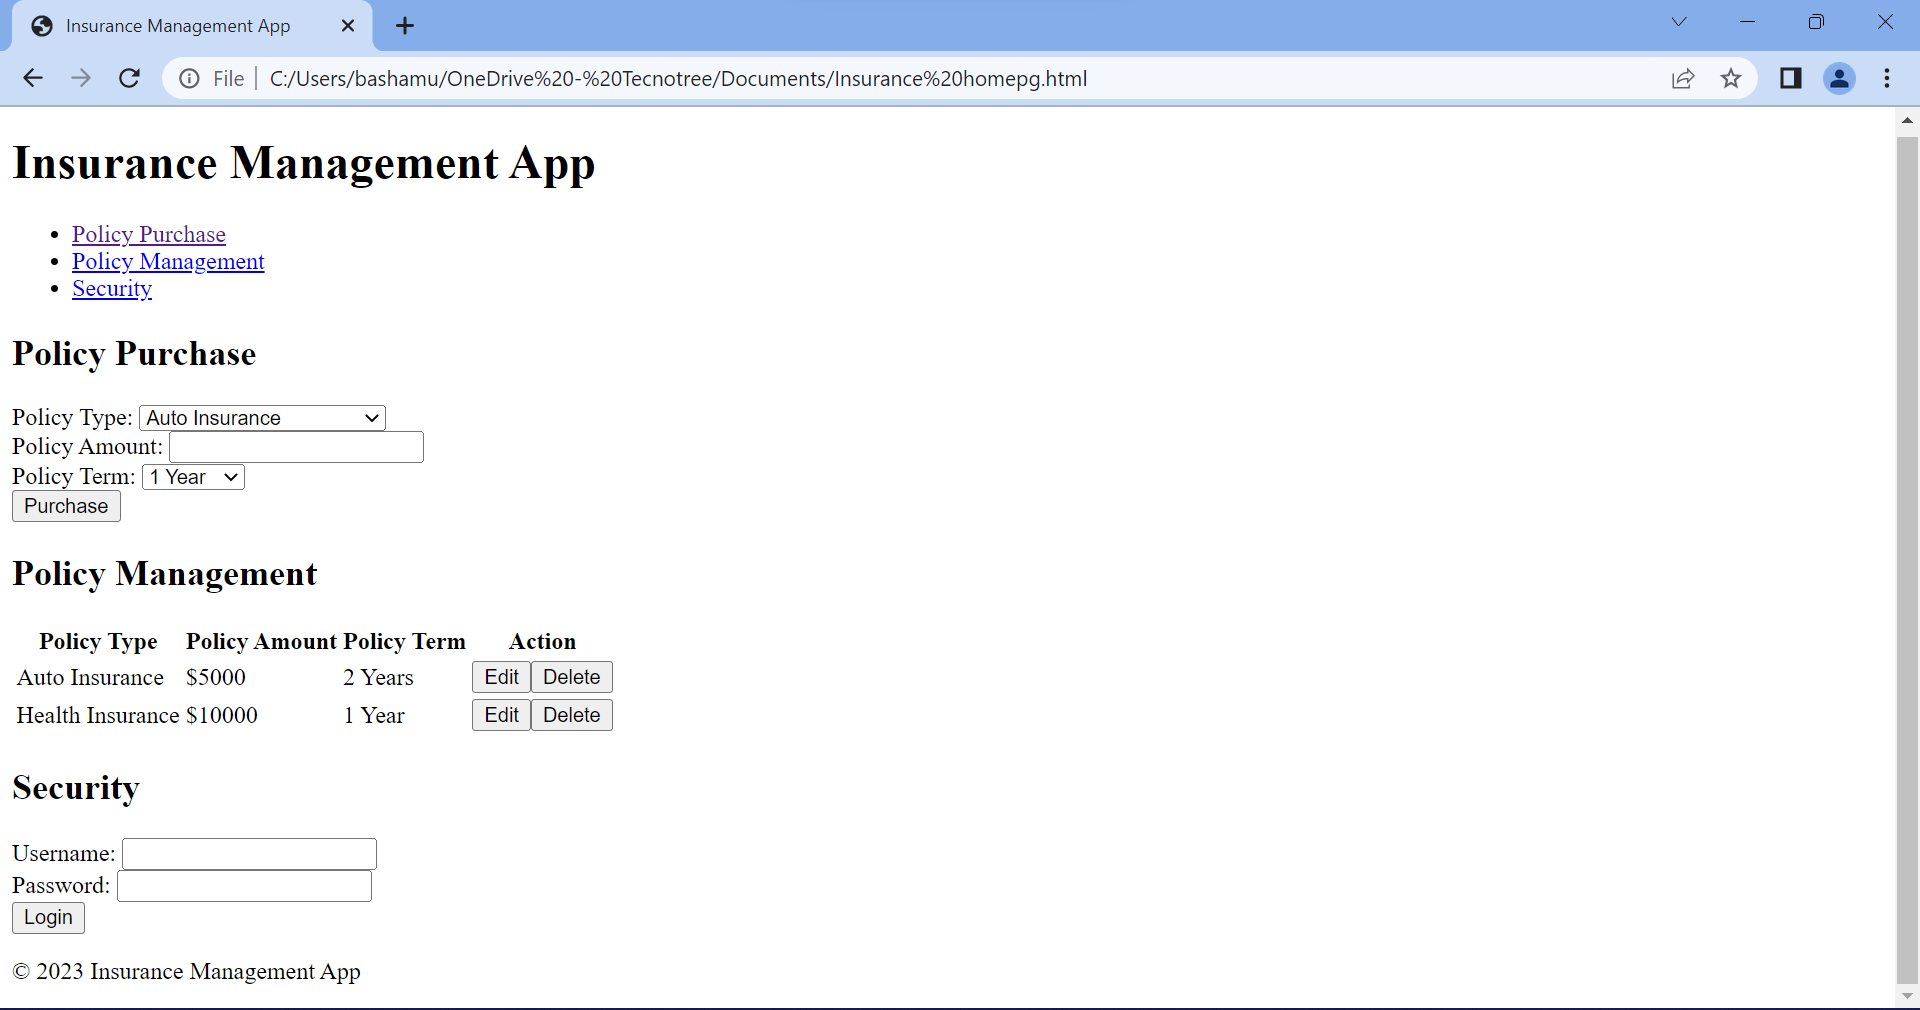 Insurance Management App
File C:/Users/bashamu/OneDrive%20-%20Tecnotree/Documents/Insurance%20homepg.html
Insurance Management App
Policy Purchase
Policy Management
Security
Policy Purchase
Policy Type: Auto Insurance
Policy Amount:
Policy Term: 1 Year
Purchase
Policy Management
Policy Type Policy Amount Policy Term Action
Auto Insurance $5000 2 Years Edit Delete
Health Insurance $10000 1 Year Edit Delete
Security
Username:
Password:
Login
© 2023 Insurance Management App